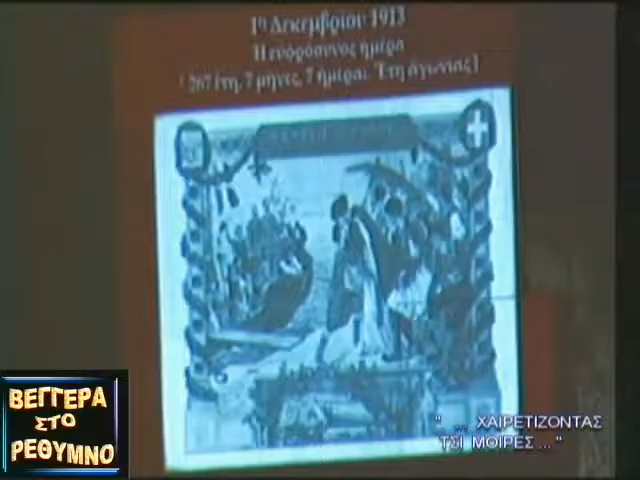 1η Δεκεμβρίου 1913
Η ευφρόσυνος ημέρα
( 267 έτη, 7 μήνες, 7 ημέραι. Έτη αγωνίας)
ΒΕΓΓΕΡΑ
ΣΤΟ
ΡΕΘΥΜΝΟ
" ... ΧΑΙΡΕΤΙΖΟΝΤΑΣ
ΤΣΙ ΜΟΙΡΕΣ ... "